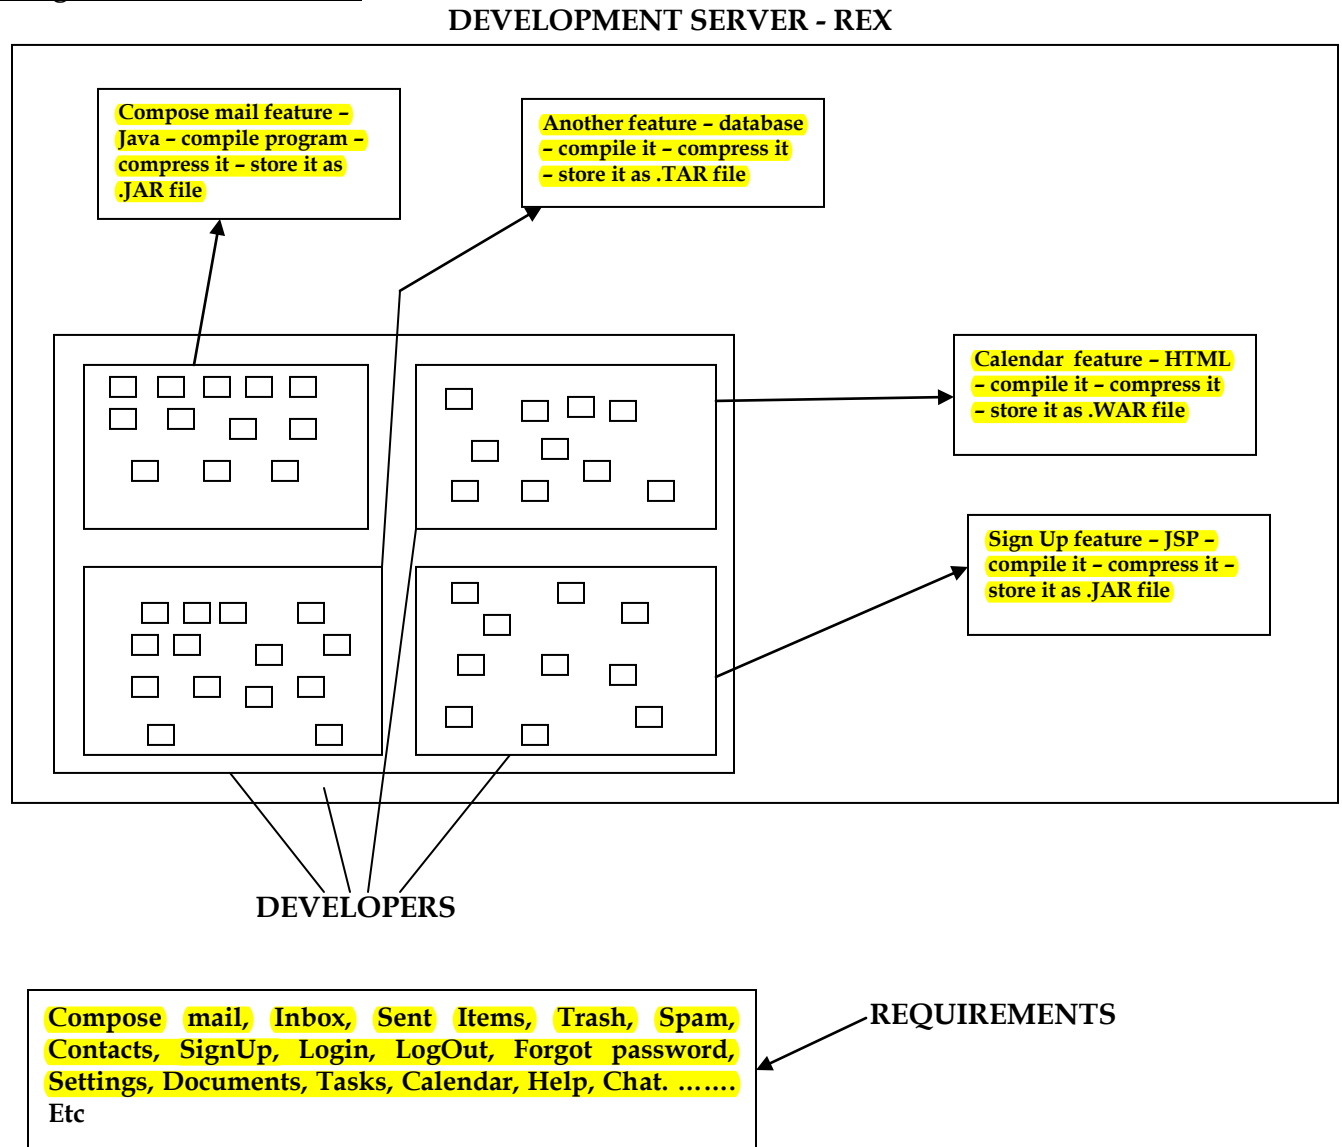 DEVELOPMENT SERVER - REX
Compose mail feature –
Java – compile program –
compress it – store it as
.JAR file
Another feature – database
– compile it – compress it
– store it as .TAR file
Calendar feature – HTML
– compile it – compress it
– store it as .WAR file
Sign Up feature – JSP –
compile it – compress it –
store it as .JAR file
DEVELOPERS
Compose mail, Inbox, Sent Items, Trash, Spam,
Contacts, SignUp, Login, LogOut, Forgot password,
Settings, Documents, Tasks, Calendar, Help, Chat. …….
Etc
REQUIREMENTS